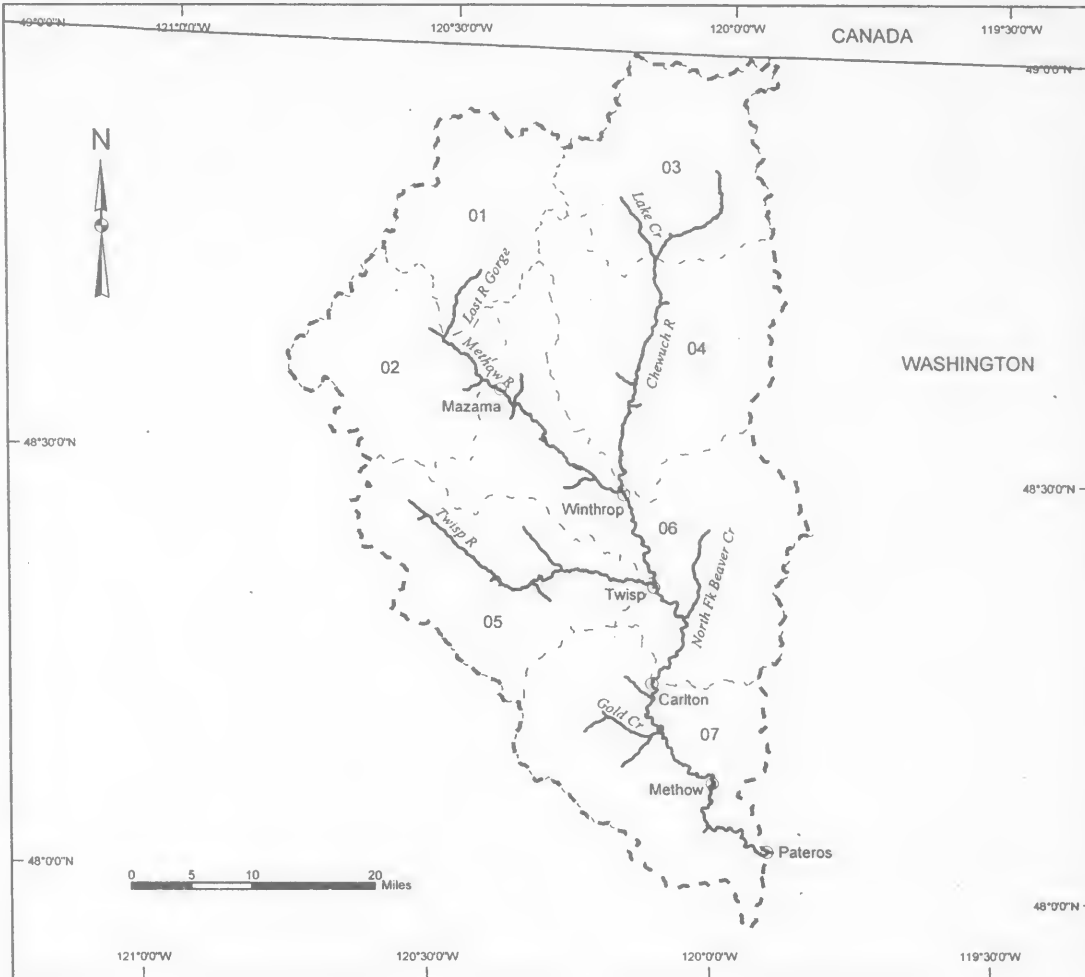 49°0'0"N
121°0'0"W
120°30'0"W
120°0'0"W
119°30'0"W
CANADA
49°0'0"N
N
03
01
Lake Cr
Lost R Gorge
Chewuch R
04
Methow R
02
WASHINGTON
Mazama
48°30'0"N
48°30'0"N
Winthrop
06
Twisp R
North Fk Beaver Cr
Twisp
05
Carlton
Gold Cr
07
Methow
Pateros
48°0'0"N
0 5 10 20
Miles
48°0'0"N
121°0'0"W
120°30'0"W
120°0'0"W
119°30'0"W